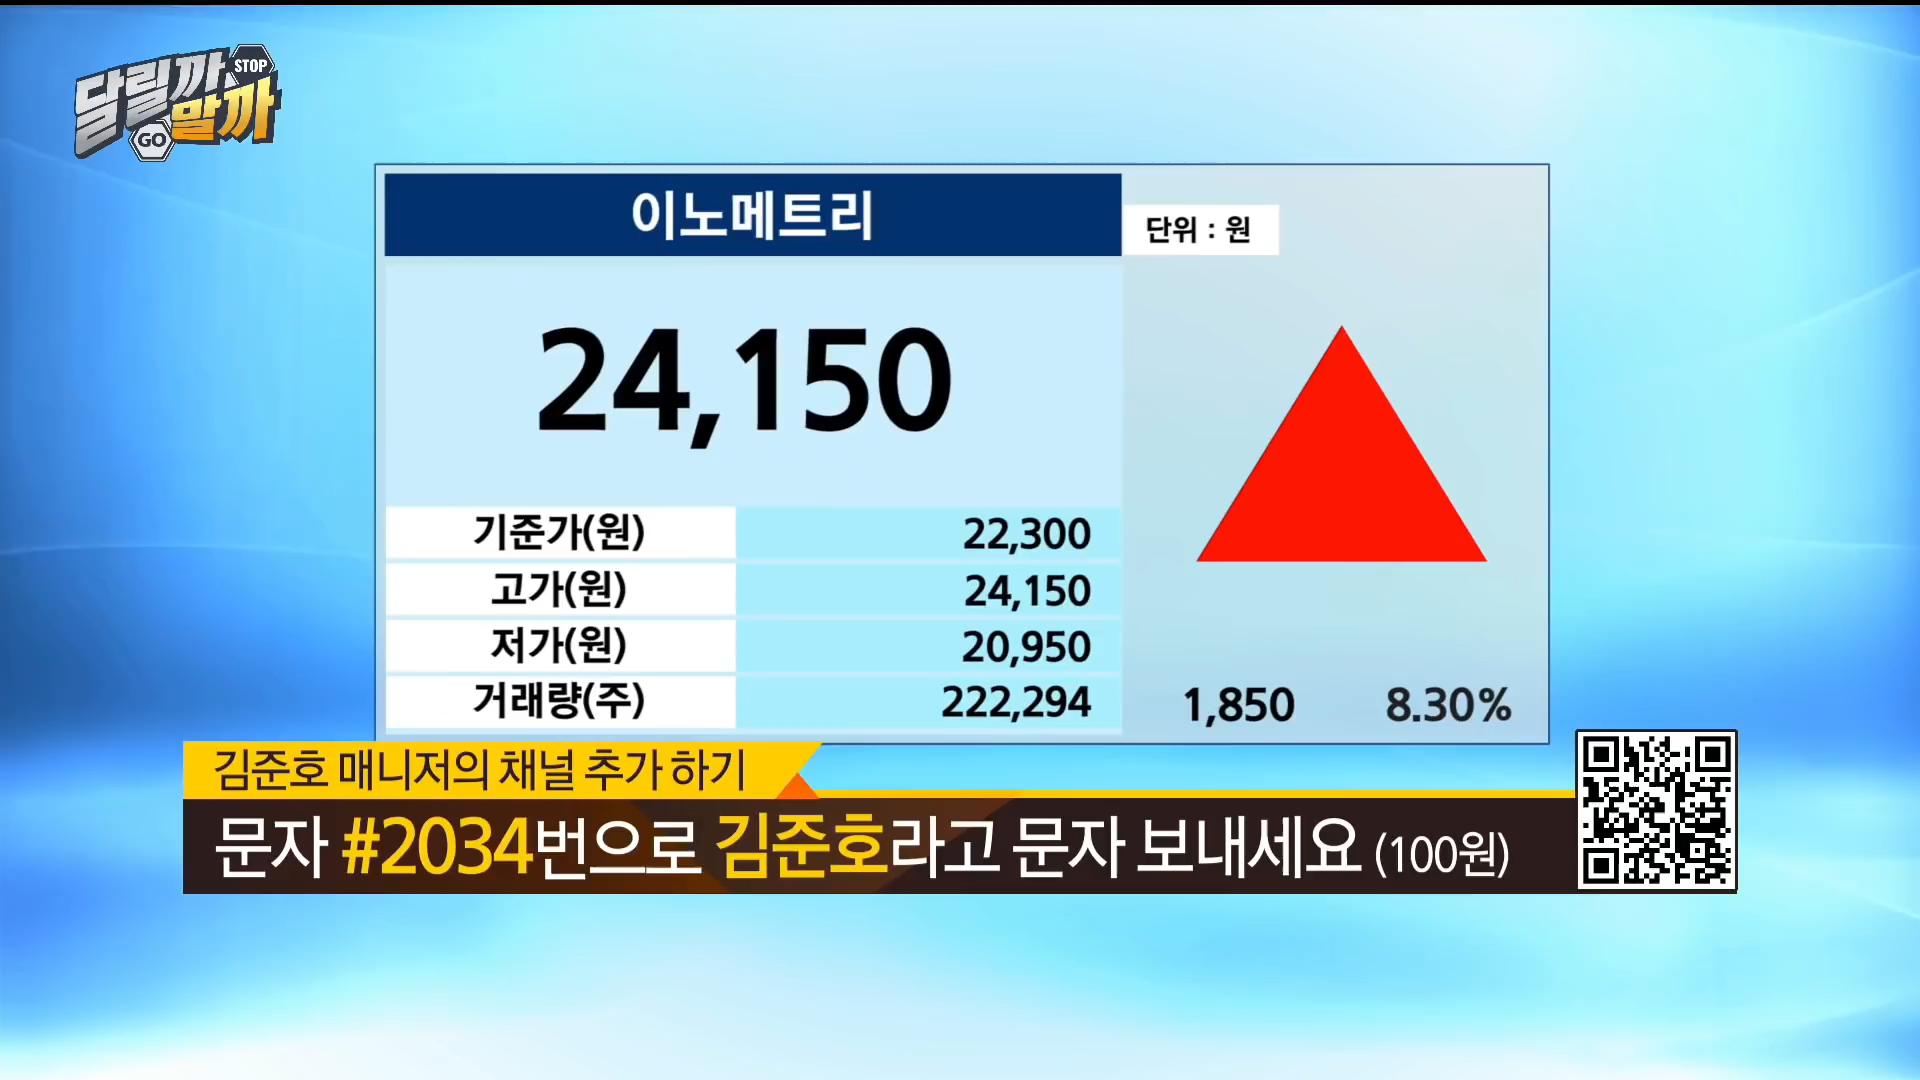 달릴까 STOP
GO 말까
이노메트리
단위 : 원
24,150
기준가(원) 22,300
고가(원) 24,150
저가(원) 20,950
거래량(주) 222,294
1,850 8.30%
김준호 매니저의 채널 추가 하기
문자 #2034번으로 김준호라고 문자 보내세요 (100원)